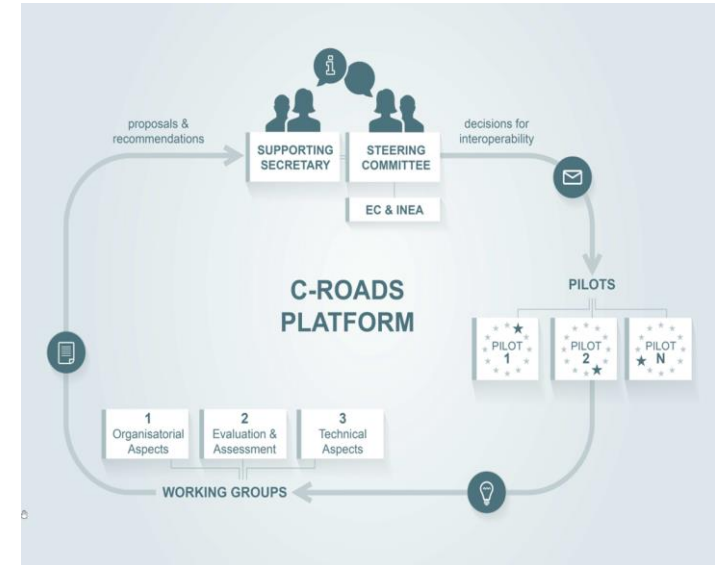 proposals &
recommendations
SUPPORTING
SECRETARY
STEERING
COMMITTEE
decisions for
interoperability
EC & INEA
C-ROADS
PLATFORM
PILOTS
PILOT
1
PILOT
2
PILOT
N
1
Organisatorial
Aspects
2
Evaluation &
Assessment
3
Technical
Aspects
WORKING GROUPS